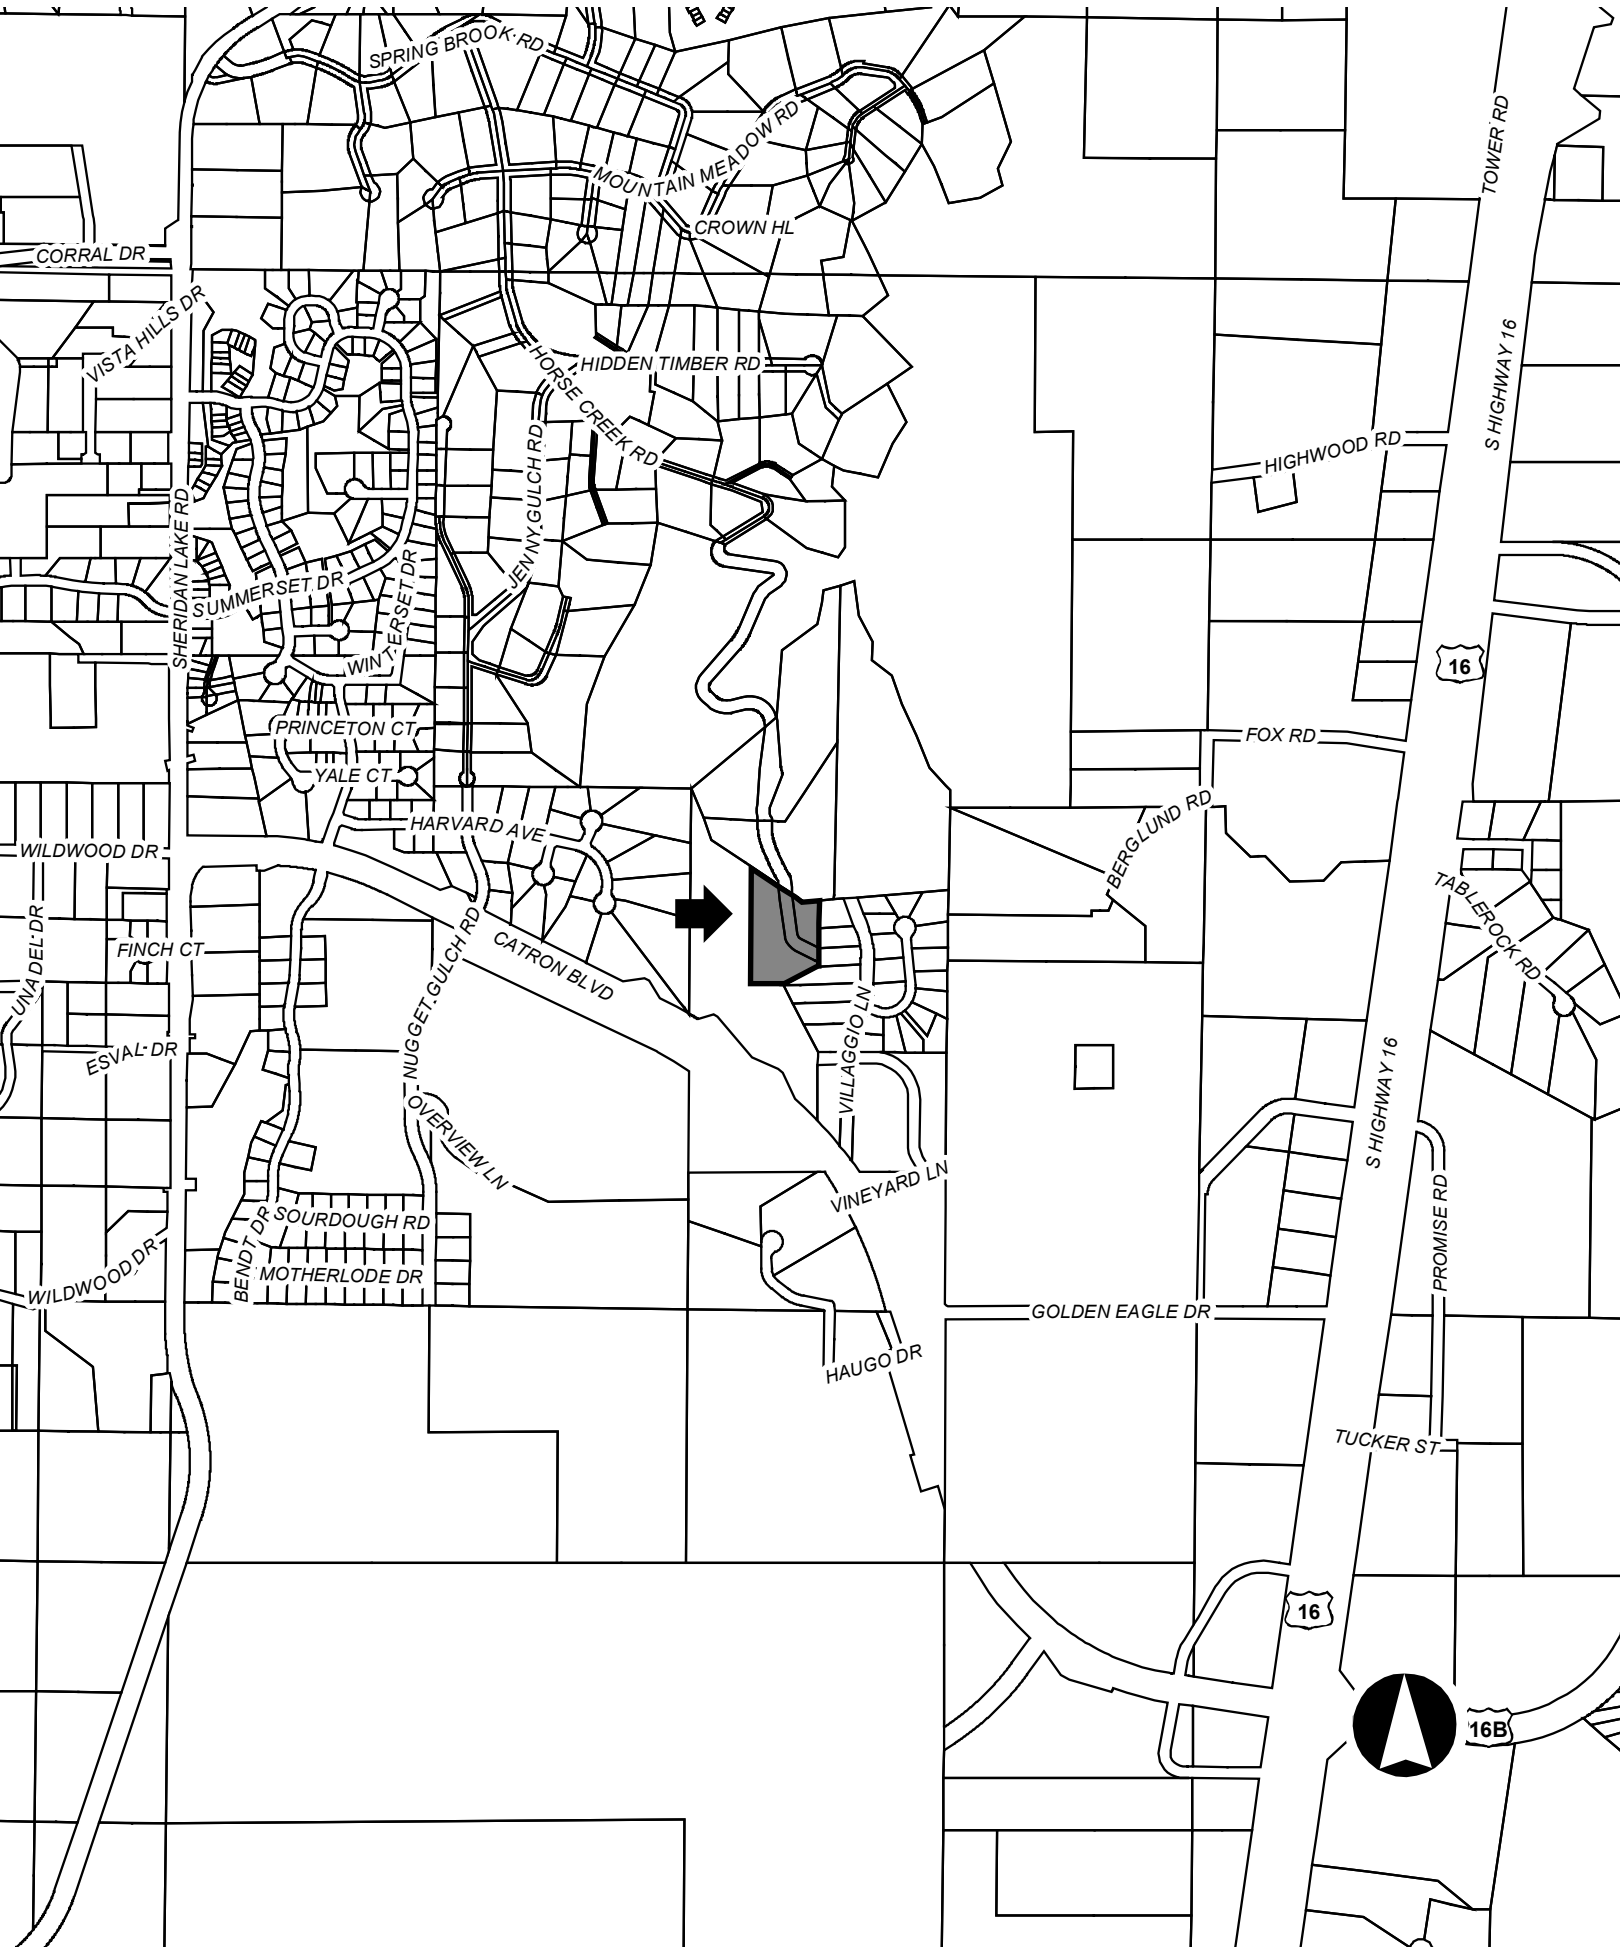 SPRING BROOK RD
TOWER RD
MOUNTAIN MEADOW RD
CROWN HL
CORRAL DR
VISTA HILLS DR
HORSE CREEK RD
HIDDEN TIMBER RD
S HIGHWAY 16
HIGHWOOD RD
JENNY GULCH RD
SHERIDAN LAKE RD
SUMMERSET DR
WINTERSET DR
16
PRINCETON CT
FOX RD
YALE CT
BERGLUND RD
HARVARD AVE
WILDWOOD DR
TABLEROCK RD
UNADEL DR
FINCH CT
NUGGET GULCH RD
CATRON BLVD
VILLAGGIO LN
ESVAL DR
S HIGHWAY 16
OVERVIEW LN
VINEYARD LN
PROMISE RD
SOURDOUGH RD
BENDT DR
WILDWOOD DR
MOTHERLODE DR
GOLDEN EAGLE DR
HAUGO DR
TUCKER ST
16
16B